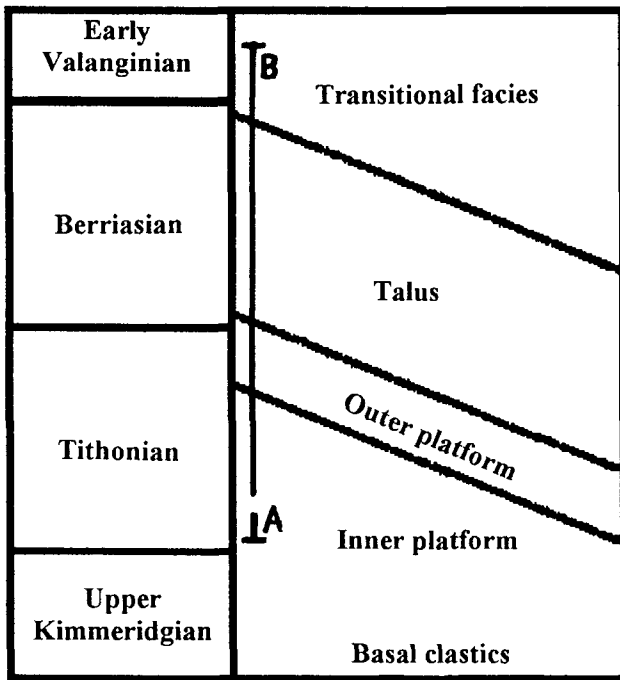 Early
Valanginian
Berriasian
Tithonian
Upper
Kimmeridgian
B
Transitional facies
Talus
Outer platform
A
Inner platform
Basal clastics